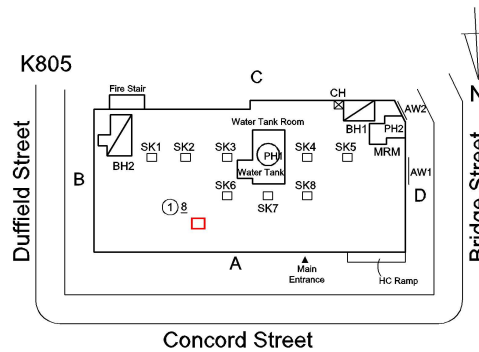 K805
C
N
Fire Stair
CH
AW2
Water Tank Room
BH1
PH2
SK1
SK2
SK3
PH1
SK4
SK5
MRM
BH2
Water Tank
AW1
B
D
SK6
SK7
SK8
1 8
A
Main
Entrance
HC Ramp
Duffield Street
Bridge Street
Concord Street